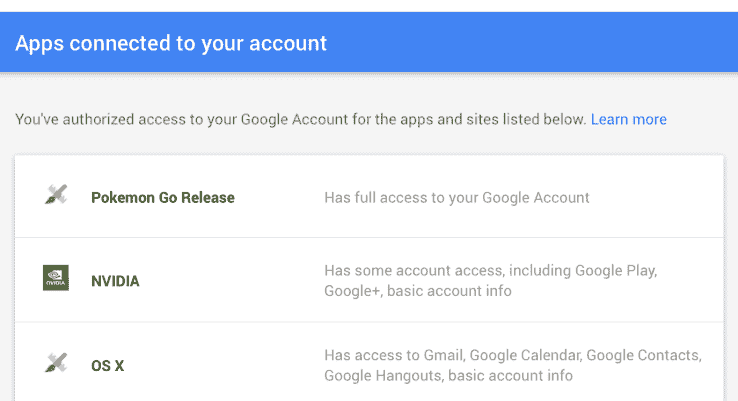 Apps connected to your account
You've authorized access to your Google Account for the apps and sites listed below. Learn more
Pokemon Go Release
Has full access to your Google Account
NVIDIA
NVIDIA
Has some account access, including Google Play,
Google+, basic account info
OS X
Has access to Gmail, Google Calendar, Google Contacts,
Google Hangouts, basic account info